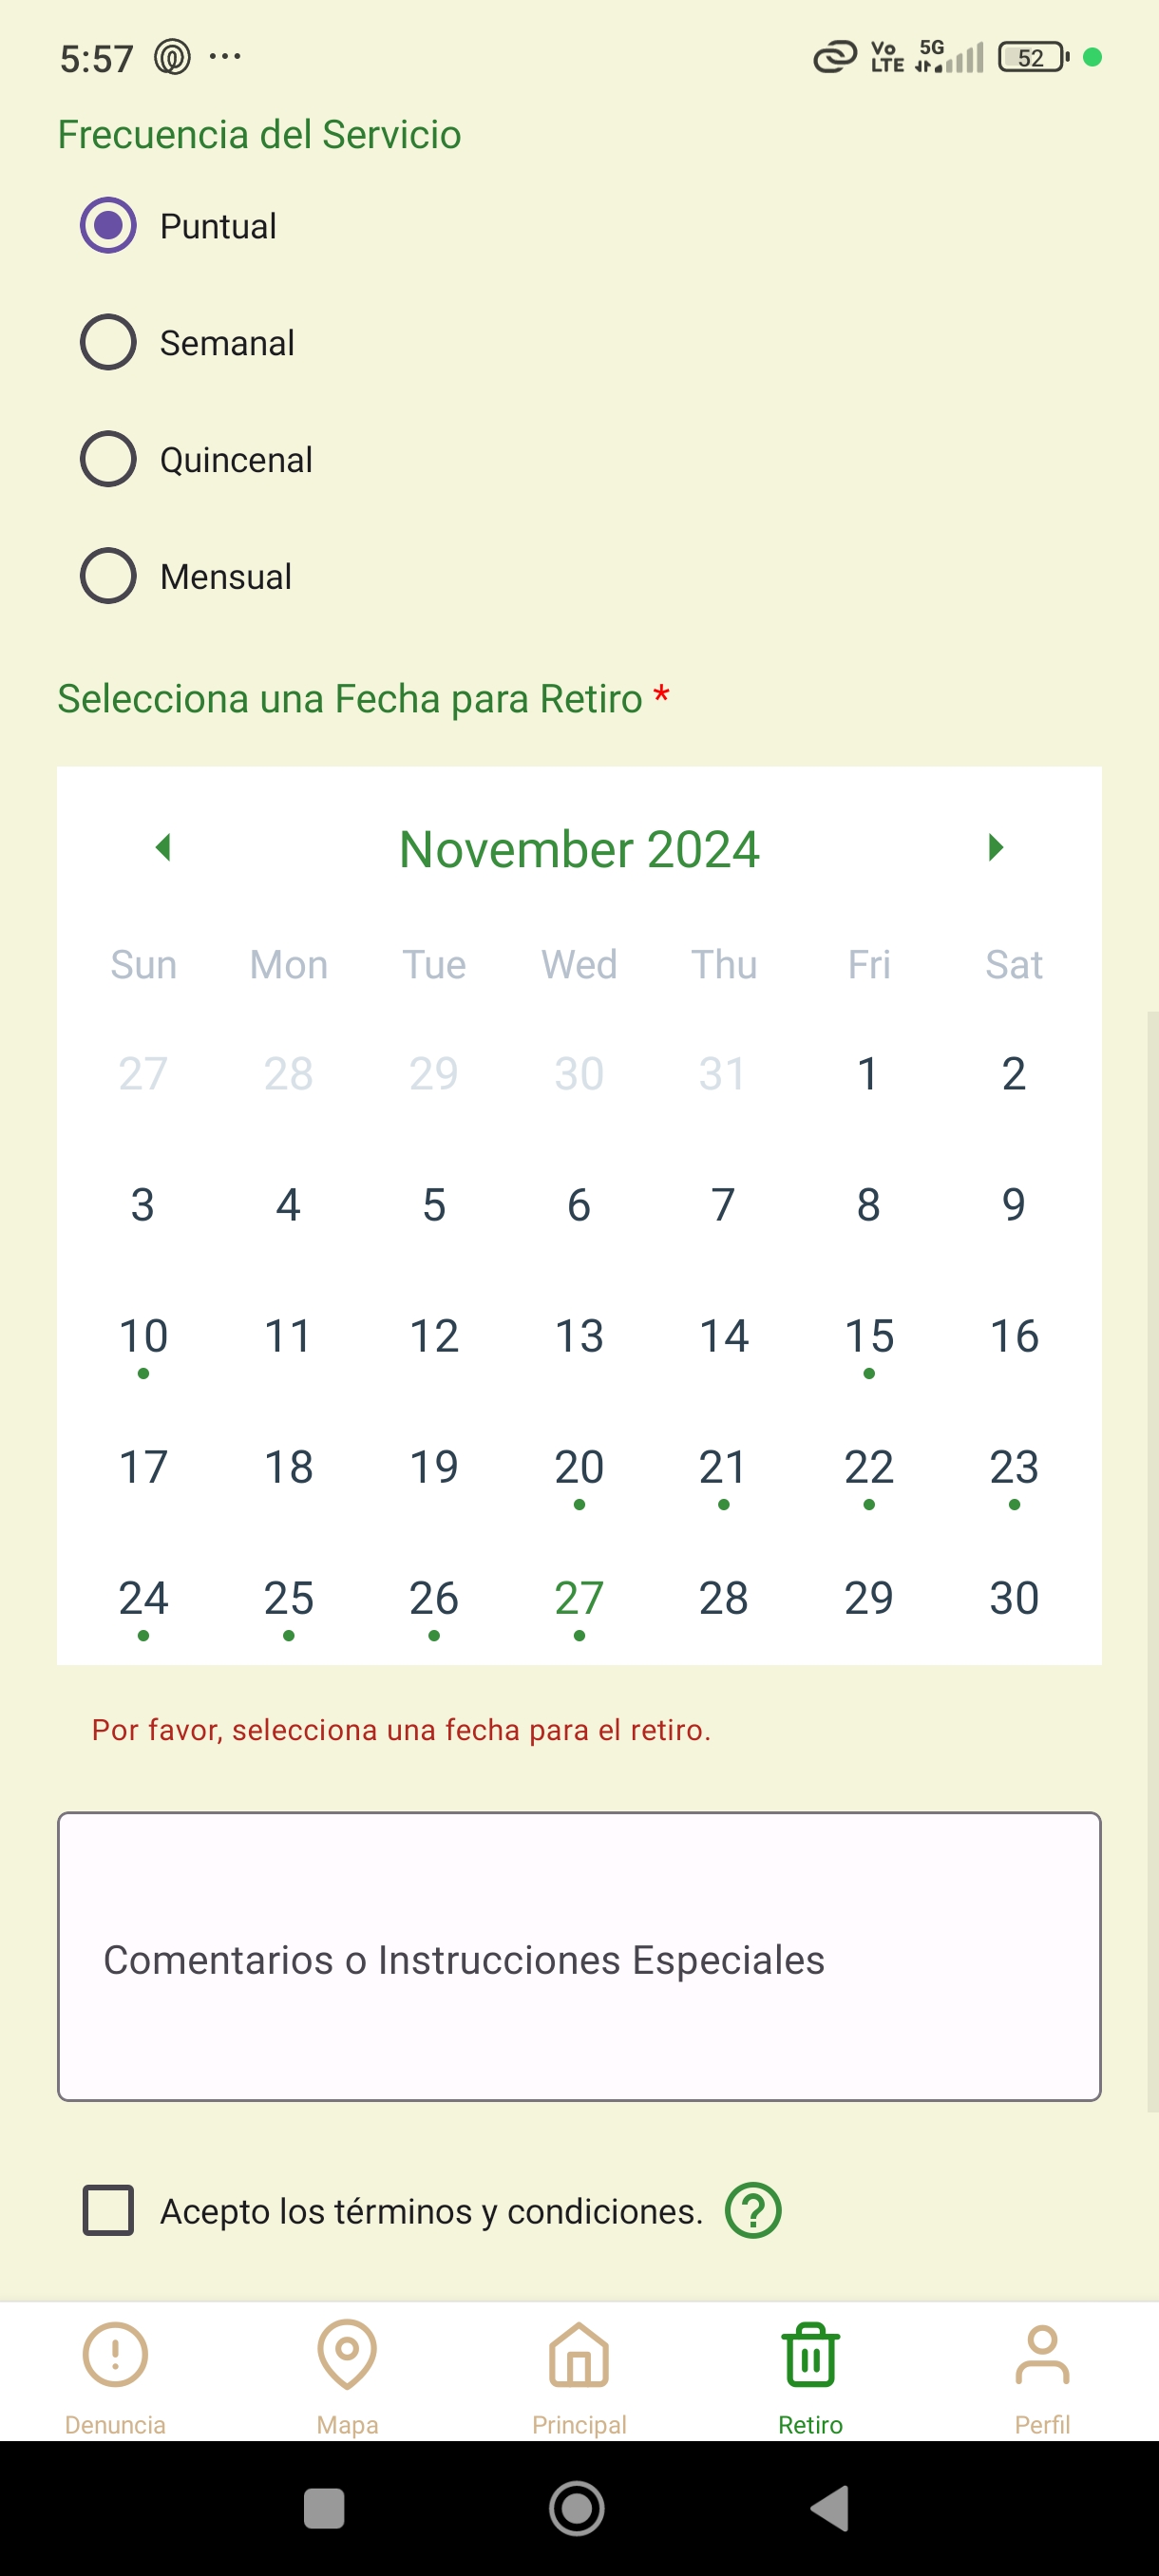 5:57 ... Vo LTE 5G 52
Frecuencia del Servicio
Puntual
Semanal
Quincenal
Mensual
Selecciona una Fecha para Retiro *
November 2024
Sun Mon Tue Wed Thu Fri Sat
27 28 29 30 31 1 2
3 4 5 6 7 8 9
10 11 12 13 14 15 16
17 18 19 20 21 22 23
24 25 26 27 28 29 30
Por favor, selecciona una fecha para el retiro.
Comentarios o Instrucciones Especiales
Acepto los términos y condiciones. ?
Denuncia Mapa Principal Retiro Perfil